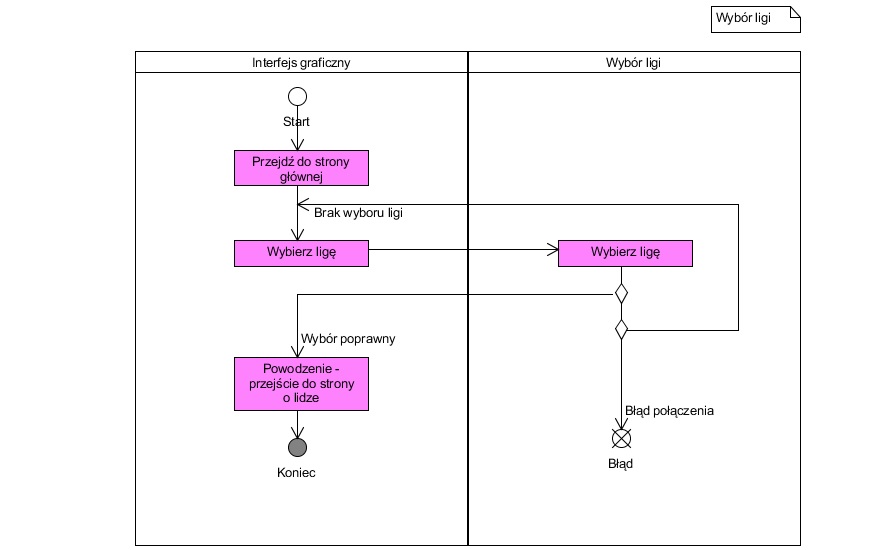 Wybór ligi
Interfejs graficzny
Wybór ligi
Start
Przejdź do strony
głównej
Brak wyboru ligi
Wybierz ligę
Wybierz ligę
Wybór poprawny
Powodzenie -
przejście do strony
o lidze
Błąd połączenia
Błąd
Koniec